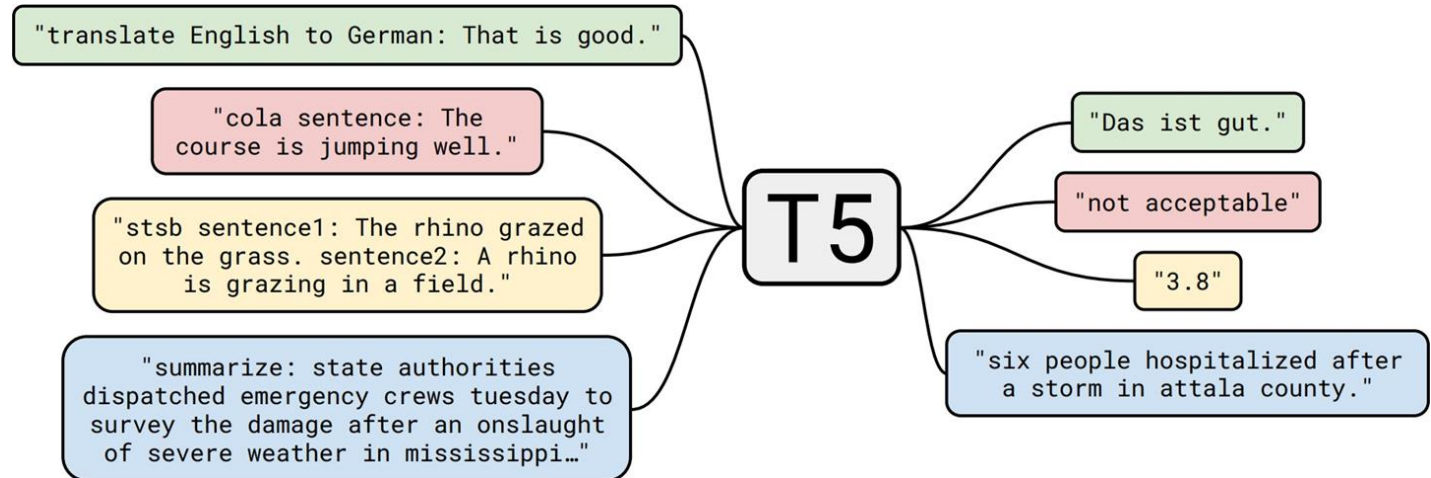 "translate English to German: That is good."
"cola sentence: The
course is jumping well."
"stsb sentence1: The rhino grazed
on the grass. sentence2: A rhino
is grazing in a field."
"summarize: state authorities
dispatched emergency crews tuesday to
survey the damage after an onslaught
of severe weather in mississippi…"
T5
"Das ist gut."
"not acceptable"
"3.8"
"six people hospitalized after
a storm in attala county."